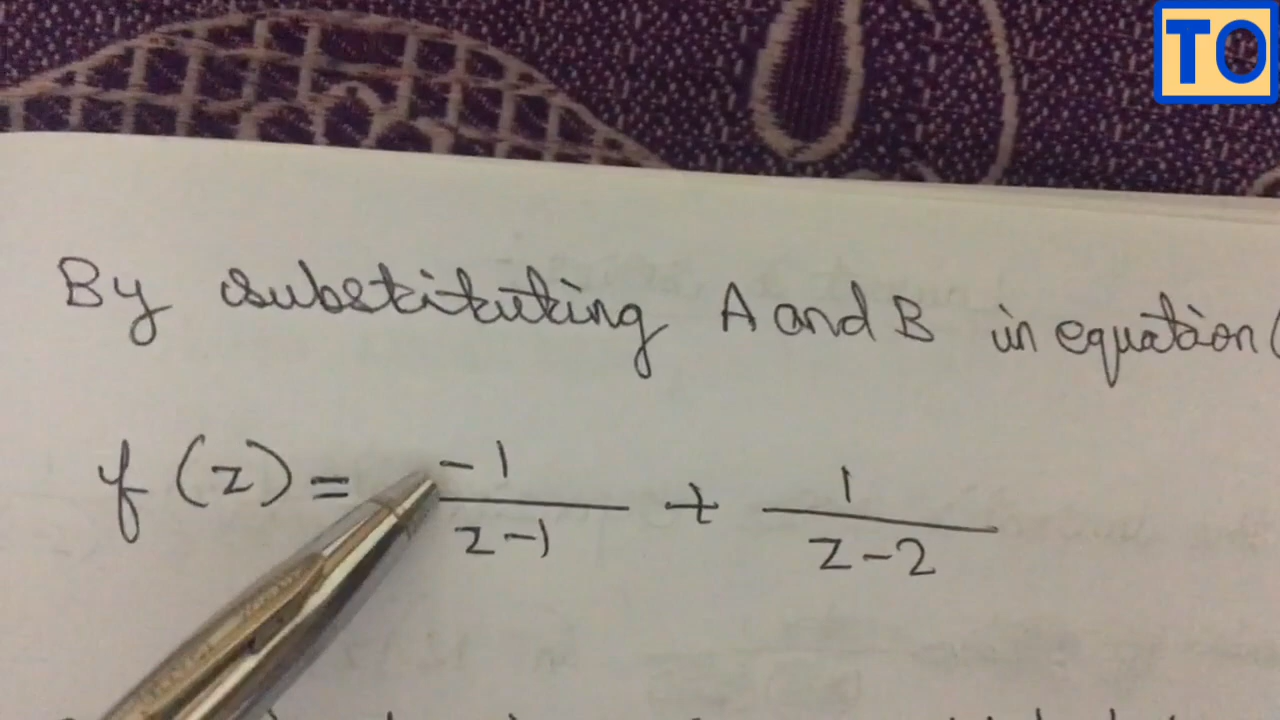 TO
By substituting A and B in equation (
f(z) = -1/(z-1) + 1/(z-2)